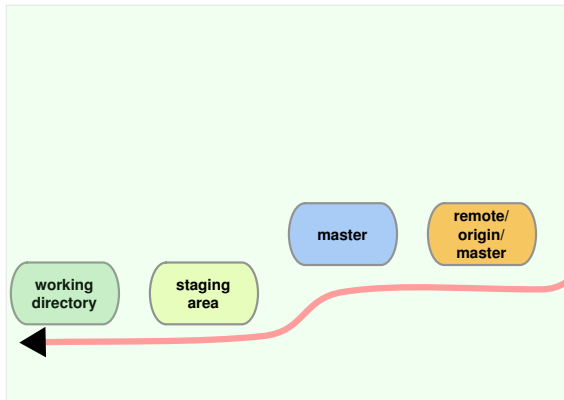 working
directory
staging
area
master
remote/
origin/
master